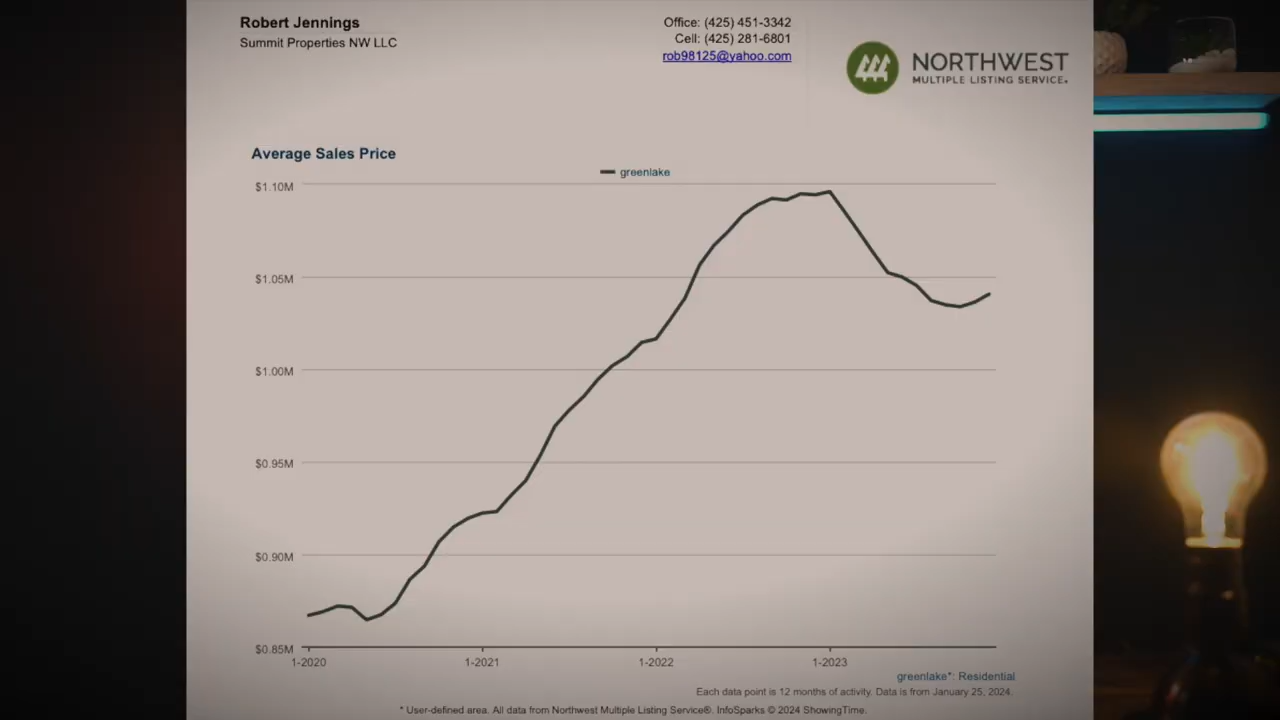 Robert Jennings
Summit Properties NW LLC
Office: (425) 451-3342
Cell: (425) 281-6801
rob98125@yahoo.com
NORTHWEST
MULTIPLE LISTING SERVICE
Average Sales Price
greenlake
$1.10M
$1.05M
$1.00M
$0.95M
$0.90M
$0.85M
1-2020 1-2021 1-2022 1-2023
greenlake*: Residential
Each data point is 12 months of activity. Data is from January 25, 2024.
* User-defined area. All data from Northwest Multiple Listing Service®. InfoSparks © 2024 ShowingTime.